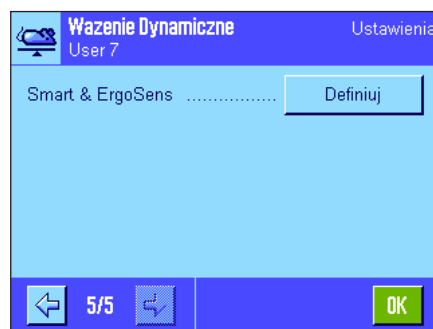 Wazenie Dynamiczne
Ustawienia
User 7
Smart & ErgoSens ................. Definiuj
5/5
OK